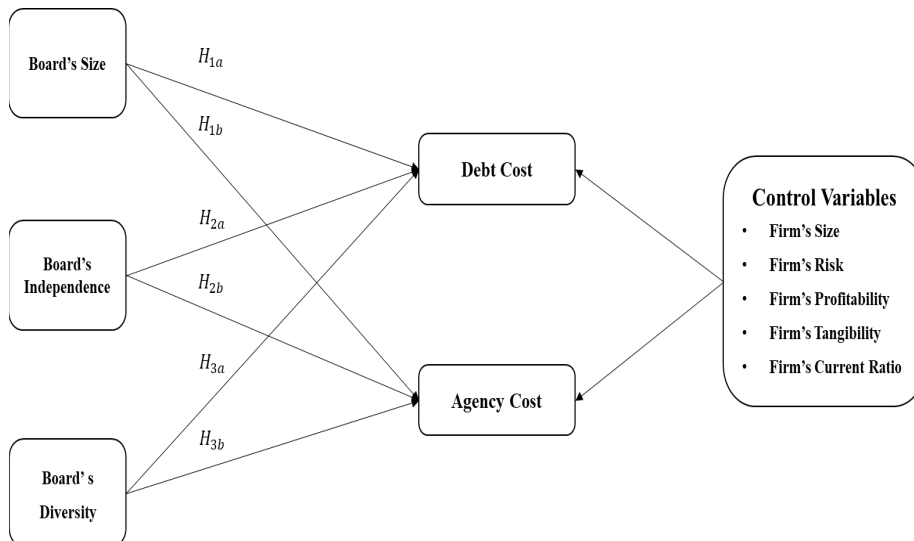 Board's Size
H1a
H1b
Debt Cost
Control Variables
• Firm's Size
• Firm's Risk
• Firm's Profitability
• Firm's Tangibility
• Firm's Current Ratio
Board's
Independence
H2a
H2b
H3a
Agency Cost
H3b
Board' s
Diversity